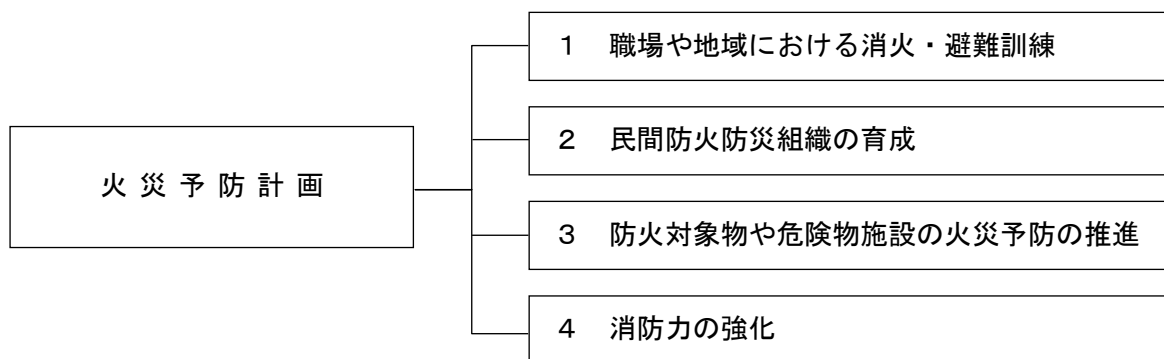 火災予防計画
１　職場や地域における消火・避難訓練
２　民間防火防災組織の育成
３　防火対象物や危険物施設の火災予防の推進
４　消防力の強化